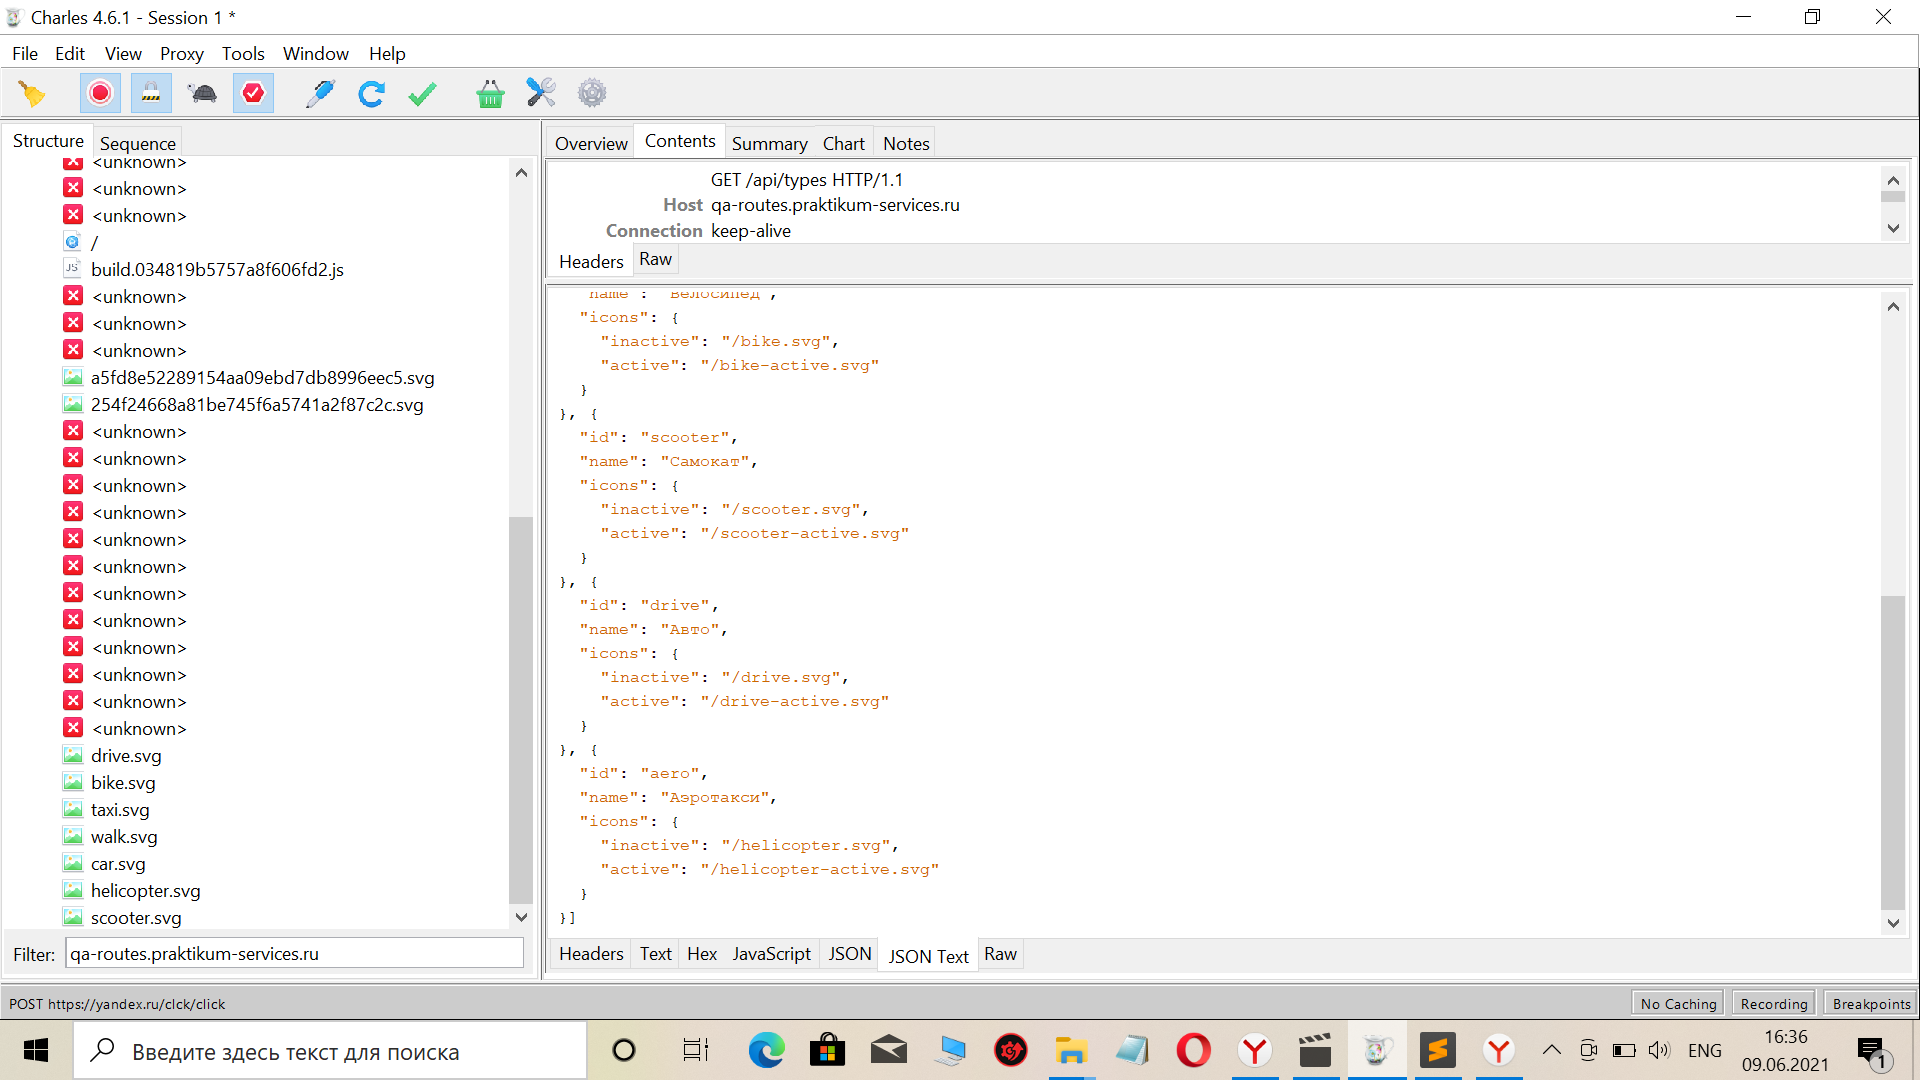 Charles 4.6.1 - Session 1 *
File Edit View Proxy Tools Window Help
Structure Sequence
<unknown>
<unknown>
<unknown>
/
build.034819b5757a8f606fd2.js
<unknown>
<unknown>
<unknown>
a5fd8e52289154aa09ebd7db8996eec5.svg
254f24668a81be745f6a5741a2f87c2c.svg
<unknown>
<unknown>
<unknown>
<unknown>
<unknown>
<unknown>
<unknown>
<unknown>
<unknown>
<unknown>
<unknown>
<unknown>
drive.svg
bike.svg
taxi.svg
walk.svg
car.svg
helicopter.svg
scooter.svg
Filter: qa-routes.praktikum-services.ru
Overview Contents Summary Chart Notes
GET /api/types HTTP/1.1
Host qa-routes.praktikum-services.ru
Connection keep-alive
Headers Raw
"name": "Велосипед",
"icons": {
"inactive": "/bike.svg",
"active": "/bike-active.svg"
}
}, {
"id": "scooter",
"name": "Самокат",
"icons": {
"inactive": "/scooter.svg",
"active": "/scooter-active.svg"
}
}, {
"id": "drive",
"name": "Авто",
"icons": {
"inactive": "/drive.svg",
"active": "/drive-active.svg"
}
}, {
"id": "aero",
"name": "Аэротакси",
"icons": {
"inactive": "/helicopter.svg",
"active": "/helicopter-active.svg"
}
}]
Headers Text Hex JavaScript JSON JSON Text Raw
POST https://yandex.ru/clck/click
No Caching Recording Breakpoints
Введите здесь текст для поиска
ENG
16:36
09.06.2021
1